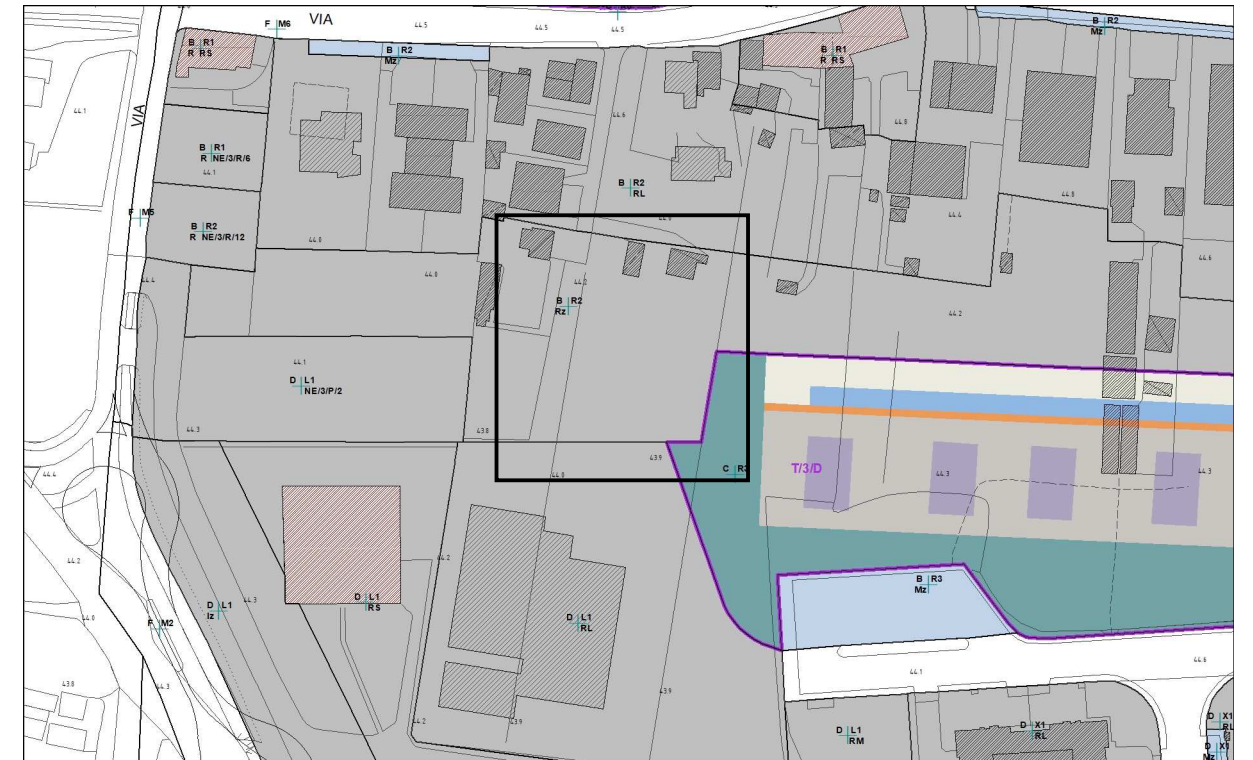 F M6
VIA
44.5
44.5
44.5
B R2
Mz
B R1
R RS
B R2
Mz
B R1
R RS
44.1
VIA
44.6
44.8
B R1
R NE/3/R/6
44.1
B R2
RL
44.8
F M5
B R2
R NE/3/R/12
44.4
44.8
44.6
44.4
44.8
44.2
B R2
Rz
44.2
44.1
D L1
NE/3/P/2
44.3
43.8
43.9
44.4
44.0
C R3
T/3/D
44.3
44.3
44.2
44.2
B R3
Mz
D L1
Iz
44.3
D L1
RS
D L1
RL
44.0
F M2
44.1
44.6
43.8
44.3
43.9
44.2
43.9
D L1
RM
D X1
RL
D X1
RL
D X1
Mz